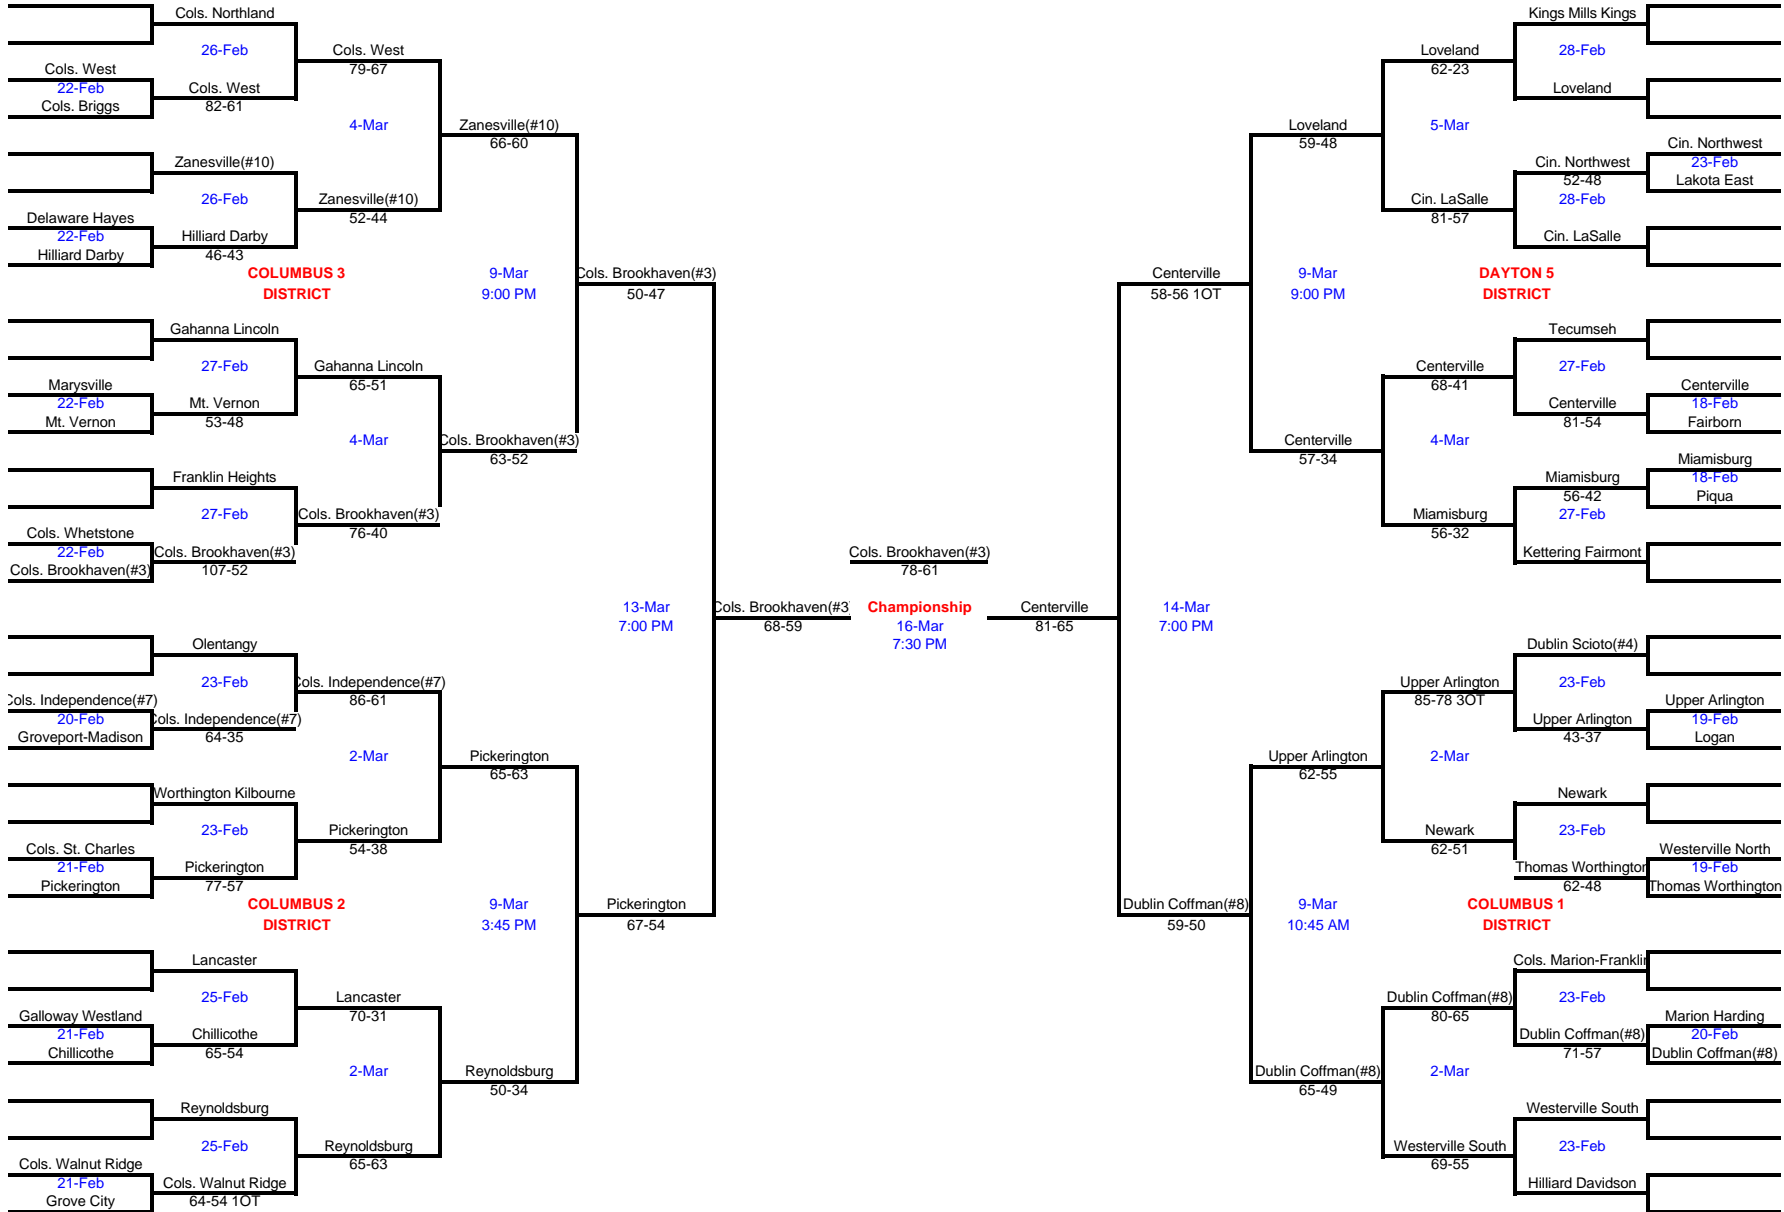 Cols. Northland
26-Feb
Cols. West
79-67
Cols. West
22-Feb
Cols. Briggs
Cols. West
82-61
4-Mar
Zanesville(#10)
66-60
Zanesville(#10)
26-Feb
Zanesville(#10)
52-44
Delaware Hayes
22-Feb
Hilliard Darby
Hilliard Darby
46-43
COLUMBUS 3
DISTRICT
9-Mar
9:00 PM
Cols. Brookhaven(#3)
50-47
Gahanna Lincoln
27-Feb
Gahanna Lincoln
65-51
Marysville
22-Feb
Mt. Vernon
Mt. Vernon
53-48
4-Mar
Cols. Brookhaven(#3)
63-52
Franklin Heights
27-Feb
Cols. Brookhaven(#3)
76-40
Cols. Whetstone
22-Feb
Cols. Brookhaven(#3)
Cols. Brookhaven(#3)
107-52
13-Mar
7:00 PM
Cols. Brookhaven(#3)
68-59
Olentangy
23-Feb
Cols. Independence(#7)
86-61
Cols. Independence(#7)
20-Feb
Groveport-Madison
Cols. Independence(#7)
64-35
2-Mar
Pickerington
65-63
Worthington Kilbourne
23-Feb
Pickerington
54-38
Cols. St. Charles
21-Feb
Pickerington
Pickerington
77-57
COLUMBUS 2
DISTRICT
9-Mar
3:45 PM
Pickerington
67-54
Lancaster
25-Feb
Lancaster
70-31
Galloway Westland
21-Feb
Chillicothe
Chillicothe
65-54
2-Mar
Reynoldsburg
50-34
Reynoldsburg
25-Feb
Reynoldsburg
65-63
Cols. Walnut Ridge
21-Feb
Grove City
Cols. Walnut Ridge
64-54 1OT
Cols. Brookhaven(#3)
78-61
Championship
16-Mar
7:30 PM
Centerville
81-65
14-Mar
7:00 PM
Kings Mills Kings
28-Feb
Loveland
Loveland
62-23
5-Mar
Loveland
59-48
Cin. Northwest
23-Feb
Lakota East
Cin. Northwest
52-48
28-Feb
Cin. LaSalle
Cin. LaSalle
81-57
Centerville
58-56 1OT
9-Mar
9:00 PM
DAYTON 5
DISTRICT
Tecumseh
27-Feb
Centerville
68-41
Centerville
18-Feb
Fairborn
Centerville
81-54
4-Mar
Centerville
57-34
Miamisburg
18-Feb
Piqua
Miamisburg
56-42
27-Feb
Miamisburg
56-32
Kettering Fairmont
Dublin Scioto(#4)
23-Feb
Upper Arlington
85-78 3OT
Upper Arlington
19-Feb
Logan
Upper Arlington
43-37
2-Mar
Upper Arlington
62-55
Newark
23-Feb
Newark
62-51
Westerville North
19-Feb
Thomas Worthington
Thomas Worthington
62-48
Dublin Coffman(#8)
59-50
9-Mar
10:45 AM
COLUMBUS 1
DISTRICT
Cols. Marion-Franklin
23-Feb
Dublin Coffman(#8)
80-65
Marion Harding
20-Feb
Dublin Coffman(#8)
Dublin Coffman(#8)
71-57
2-Mar
Dublin Coffman(#8)
65-49
Westerville South
23-Feb
Westerville South
69-55
Hilliard Davidson